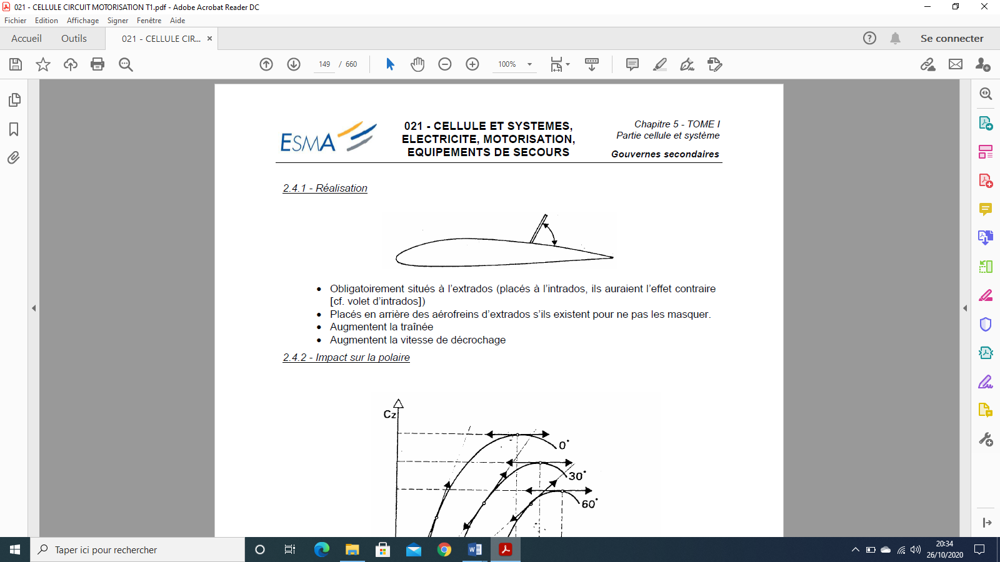 021 - CELLULE CIRCUIT MOTORISATION T1.pdf - Adobe Acrobat Reader DC
Fichier Edition Affichage Signer Fenêtre Aide
Accueil Outils 021 - CELLULE CIR... × Se connecter
149 / 660 100%
ESMA
021 - CELLULE ET SYSTEMES,
ELECTRICITE, MOTORISATION,
EQUIPEMENTS DE SECOURS
Chapitre 5 - TOME I
Partie cellule et système
Gouvernes secondaires
2.4.1 - Réalisation
• Obligatoirement situés à l'extrados (placés à l'intrados, ils auraient l'effet contraire
[cf. volet d'intrados])
• Placés en arrière des aérofreins d'extrados s'ils existent pour ne pas les masquer.
• Augmentent la traînée
• Augmentent la vitesse de décrochage
2.4.2 - Impact sur la polaire
Cz
0°
30°
60°
Taper ici pour rechercher
20:34
26/10/2020